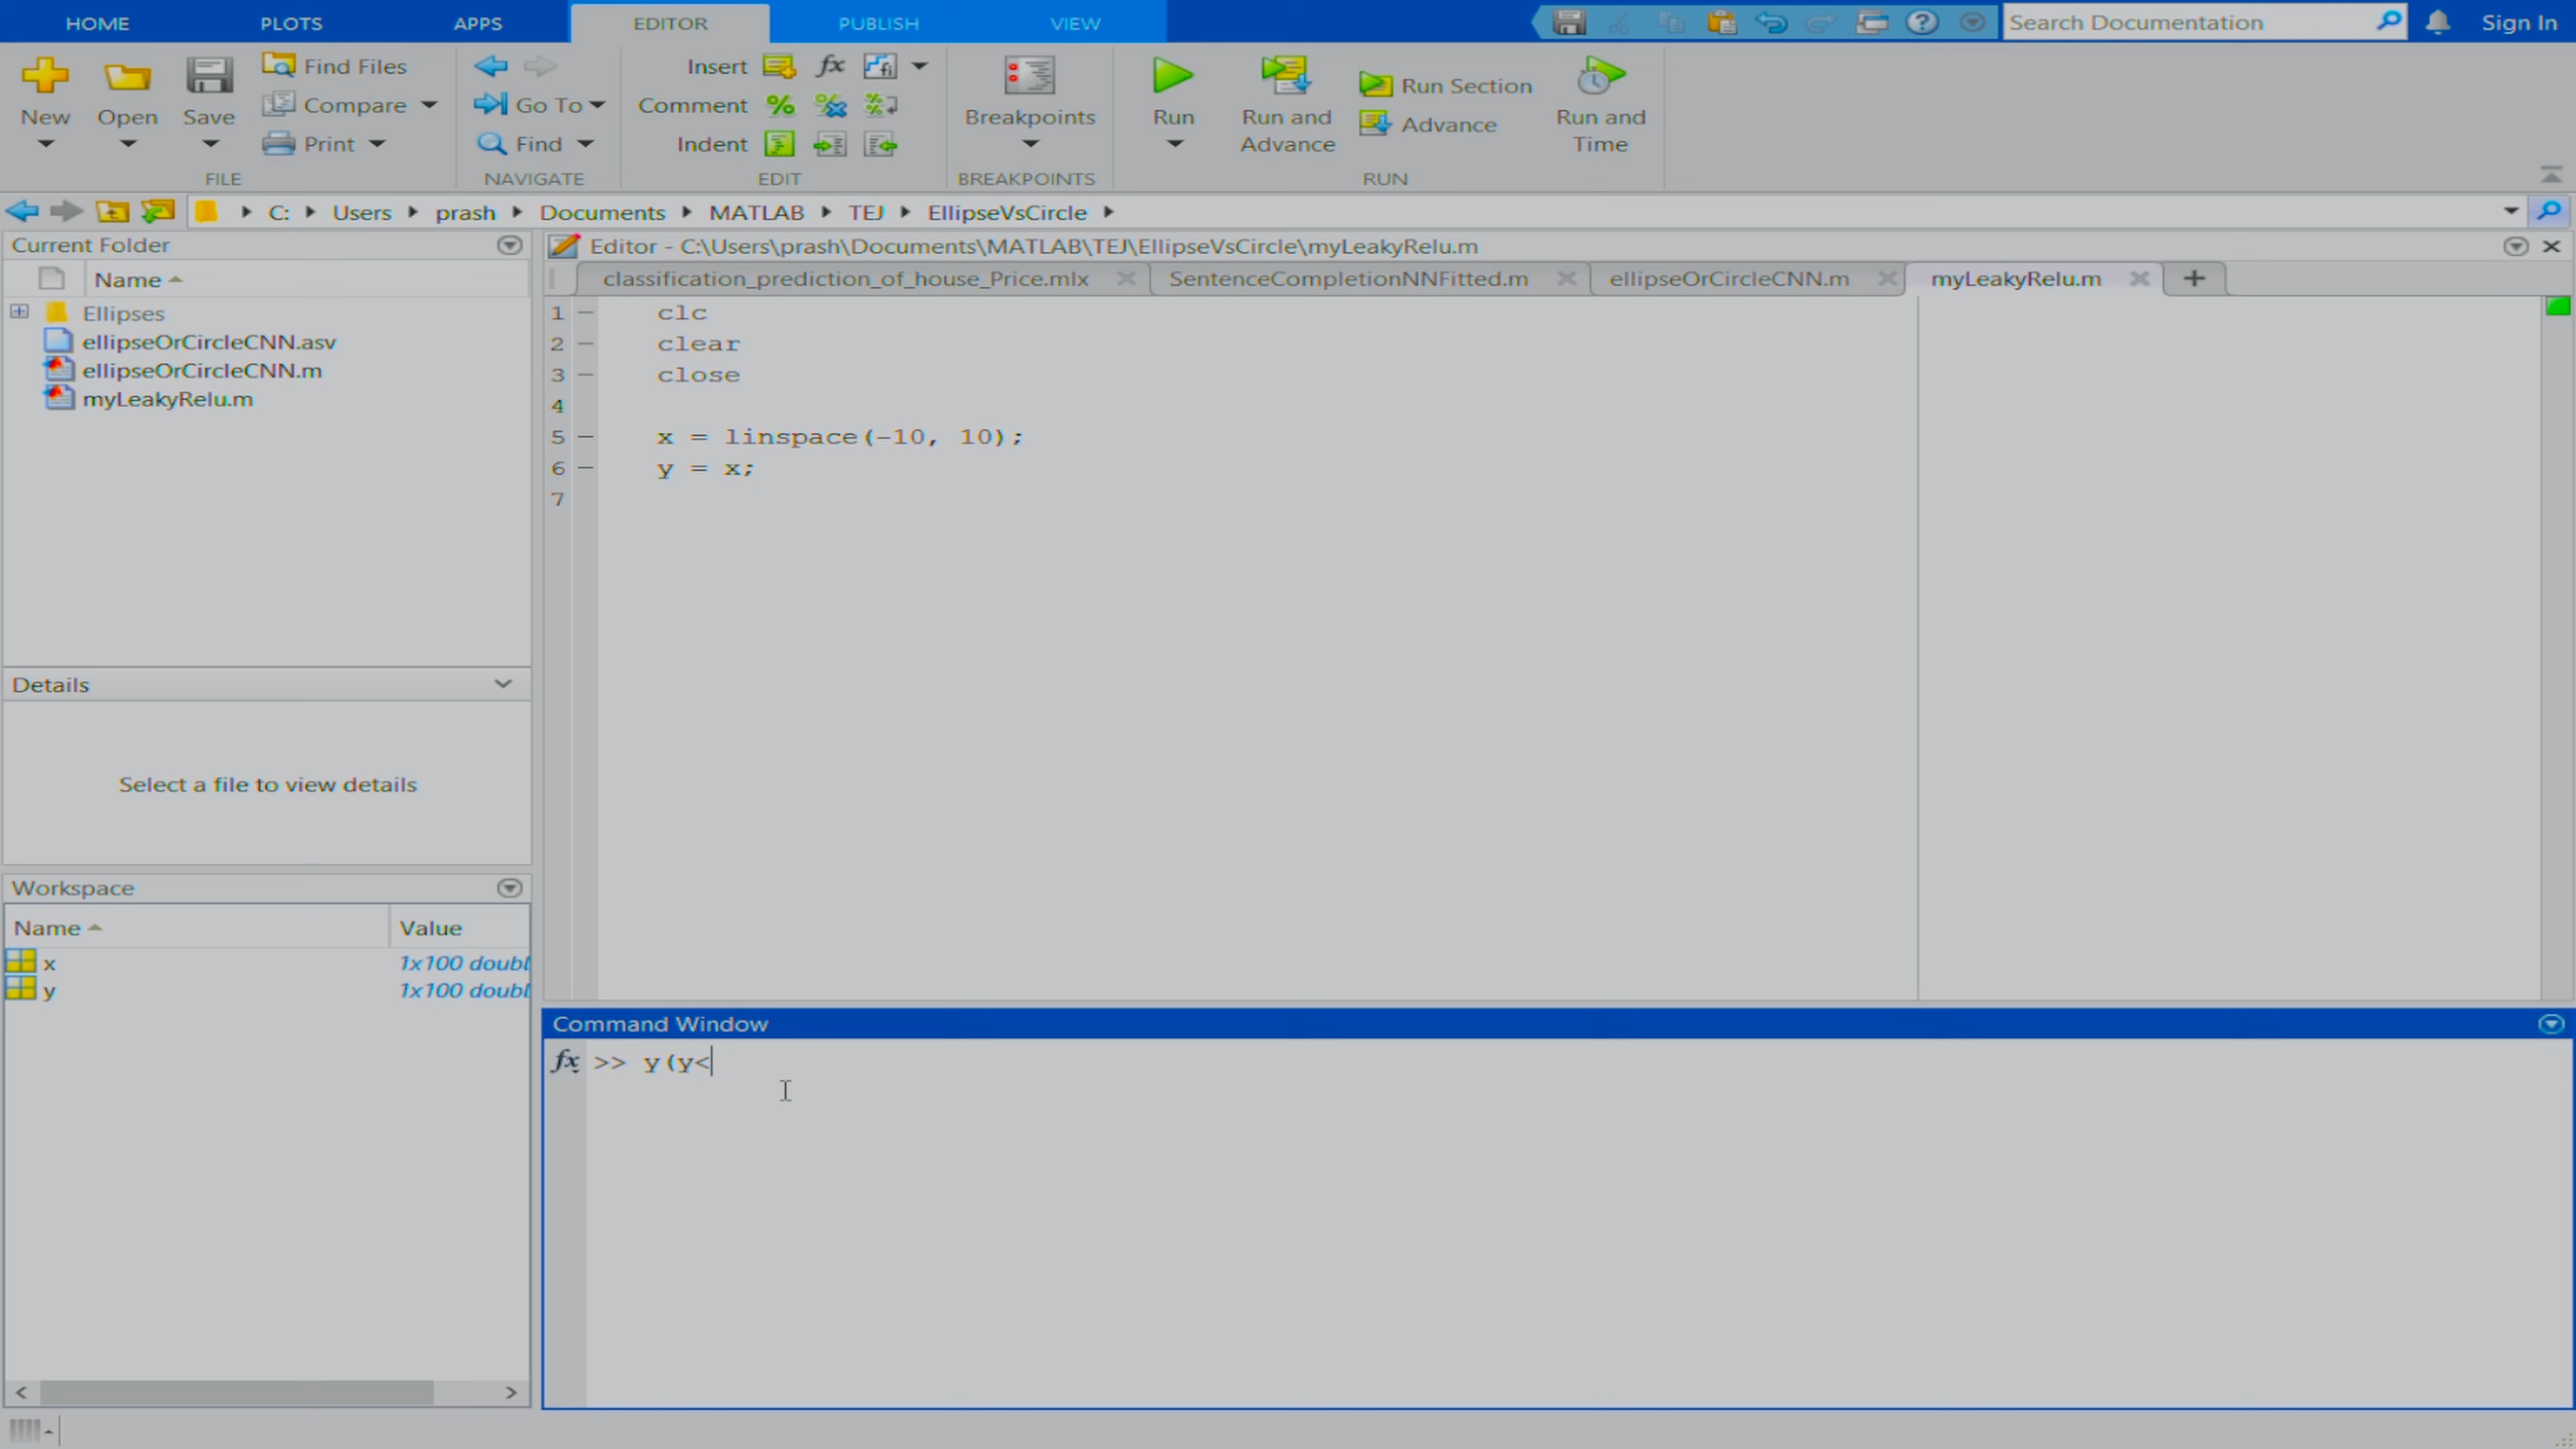 HOME PLOTS APPS EDITOR PUBLISH VIEW Search Documentation Sign In
New Open Save Find Files Compare Print
FILE
Go To Find
NAVIGATE
Insert fx fi
Comment
Indent
EDIT
Breakpoints
BREAKPOINTS
Run Run and Advance Run Section Advance Run and Time
RUN
C: Users prash Documents MATLAB TEJ EllipseVsCircle
Current Folder
Name
Ellipses
ellipseOrCircleCNN.asv
ellipseOrCircleCNN.m
myLeakyRelu.m
Details
Select a file to view details
Workspace
Name Value
x 1x100 doubl
y 1x100 doubl
Editor - C:\Users\prash\Documents\MATLAB\TEJ\EllipseVsCircle\myLeakyRelu.m
classification_prediction_of_house_Price.mlx SentenceCompletionNNFitted.m ellipseOrCircleCNN.m myLeakyRelu.m +
1 clc
2 clear
3 close
4
5 x = linspace(-10, 10);
6 y = x;
7
Command Window
fx >> y(y<